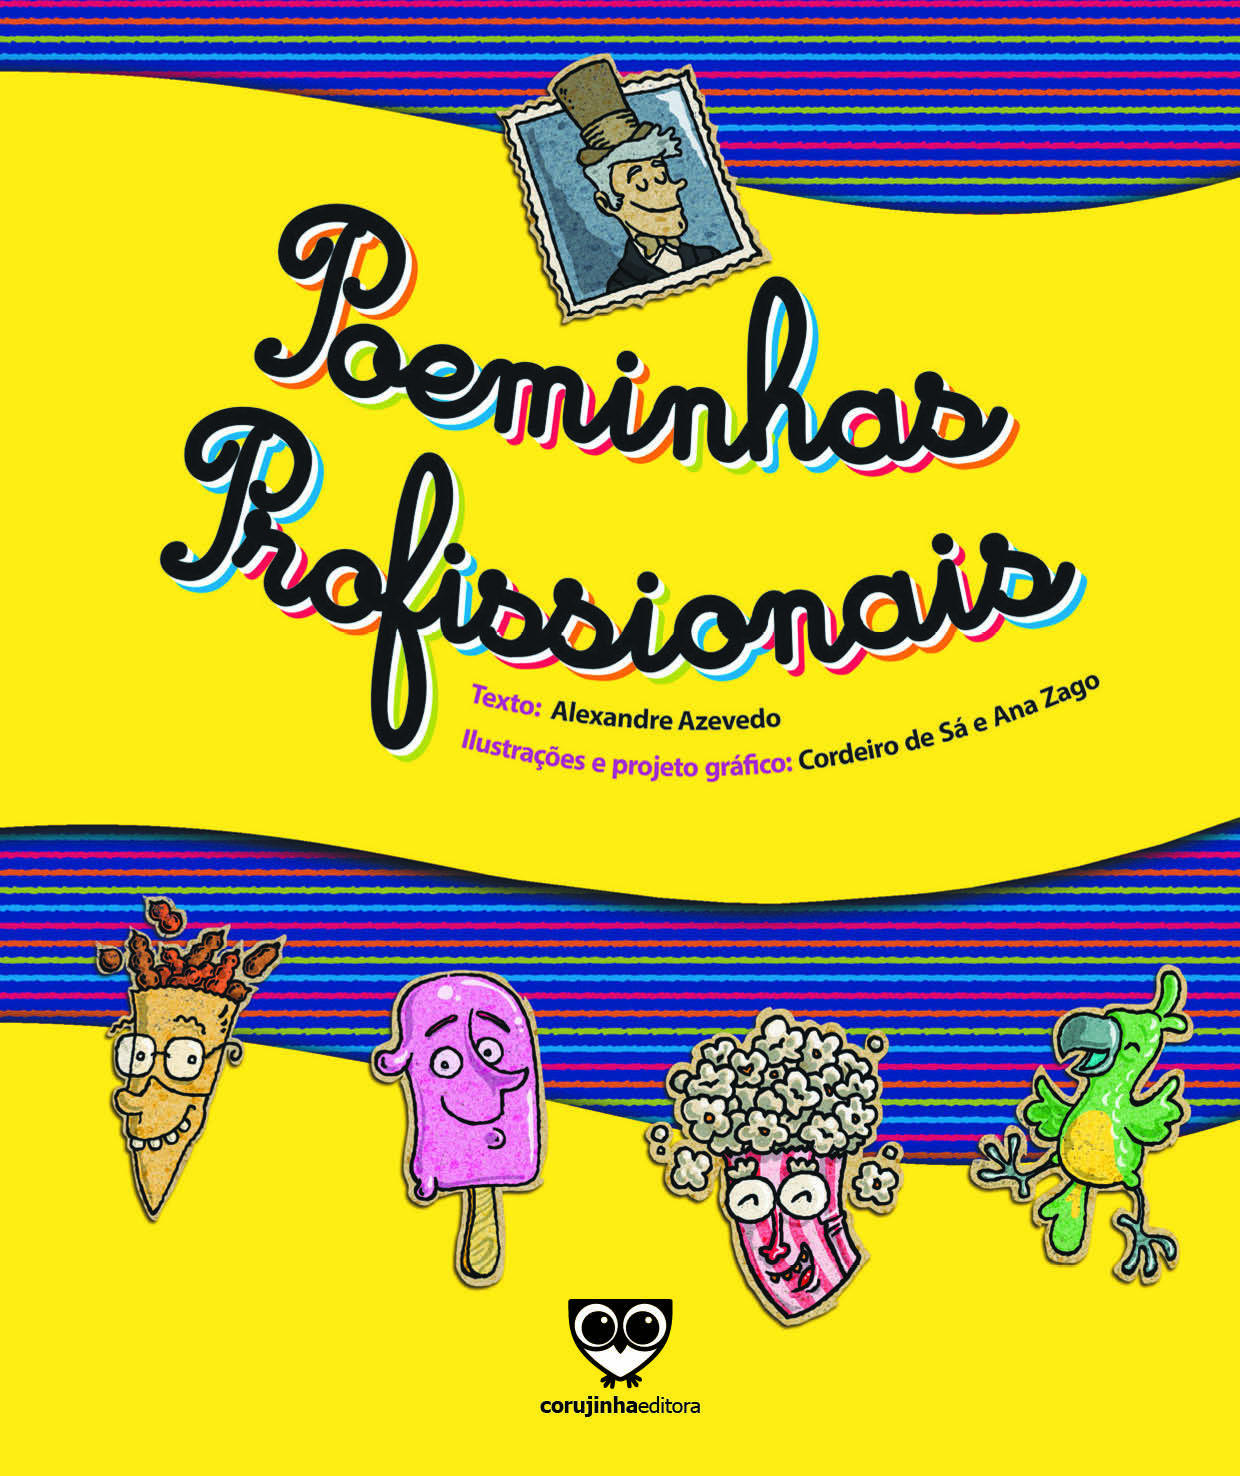 Poeminhas
Profissionais
Texto: Alexandre Azevedo
Ilustrações e projeto gráfico: Cordeiro de Sá e Ana Zago
corujinhaeditora